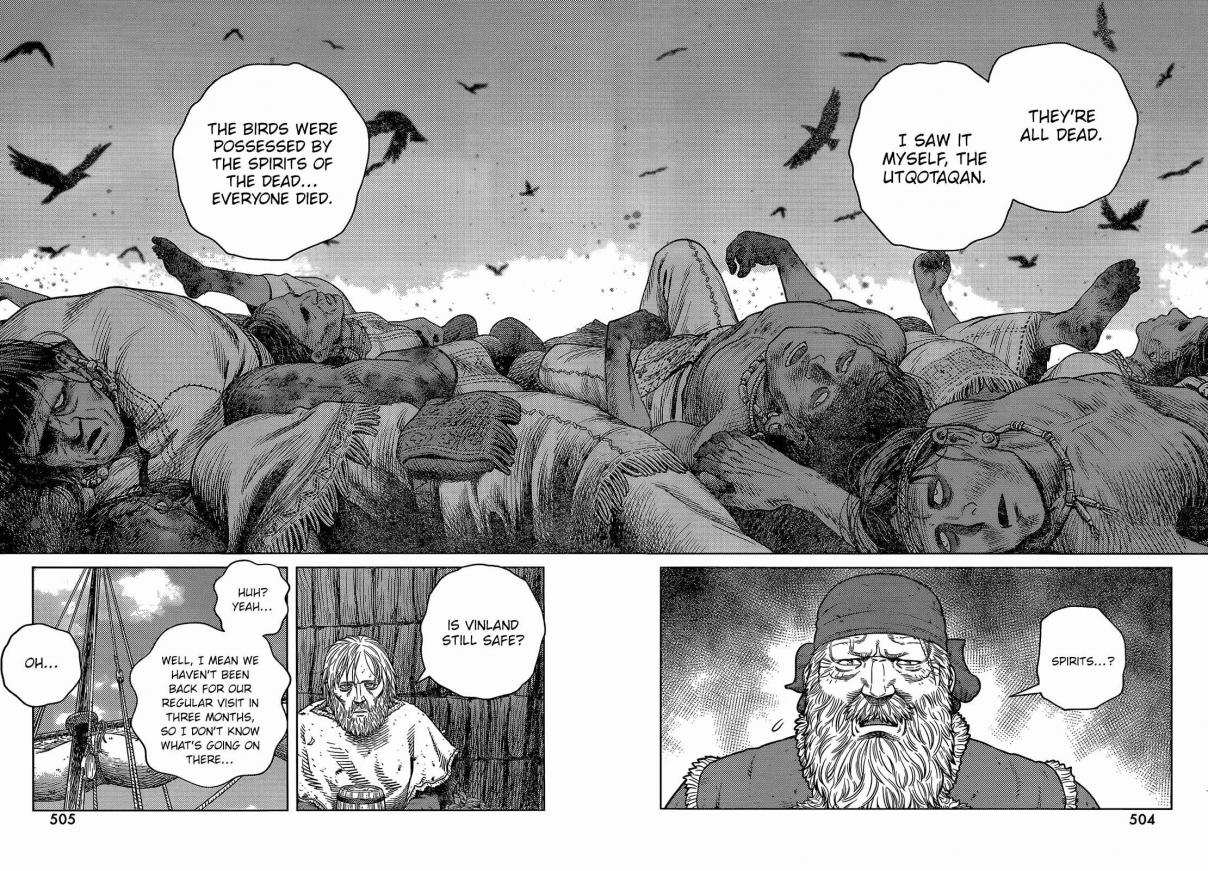 THEY'RE
ALL DEAD.
I SAW IT
MYSELF, THE
UTQOTAQAN.
THE BIRDS WERE
POSSESSED BY
THE SPIRITS OF
THE DEAD...
EVERYONE DIED.
SPIRITS...?
504
IS VINLAND
STILL SAFE?
HUH?
YEAH...
WELL, I MEAN WE
HAVEN'T BEEN
BACK FOR OUR
REGULAR VISIT IN
THREE MONTHS,
SO I DON'T KNOW
WHAT'S GOING ON
THERE...
OH...
505